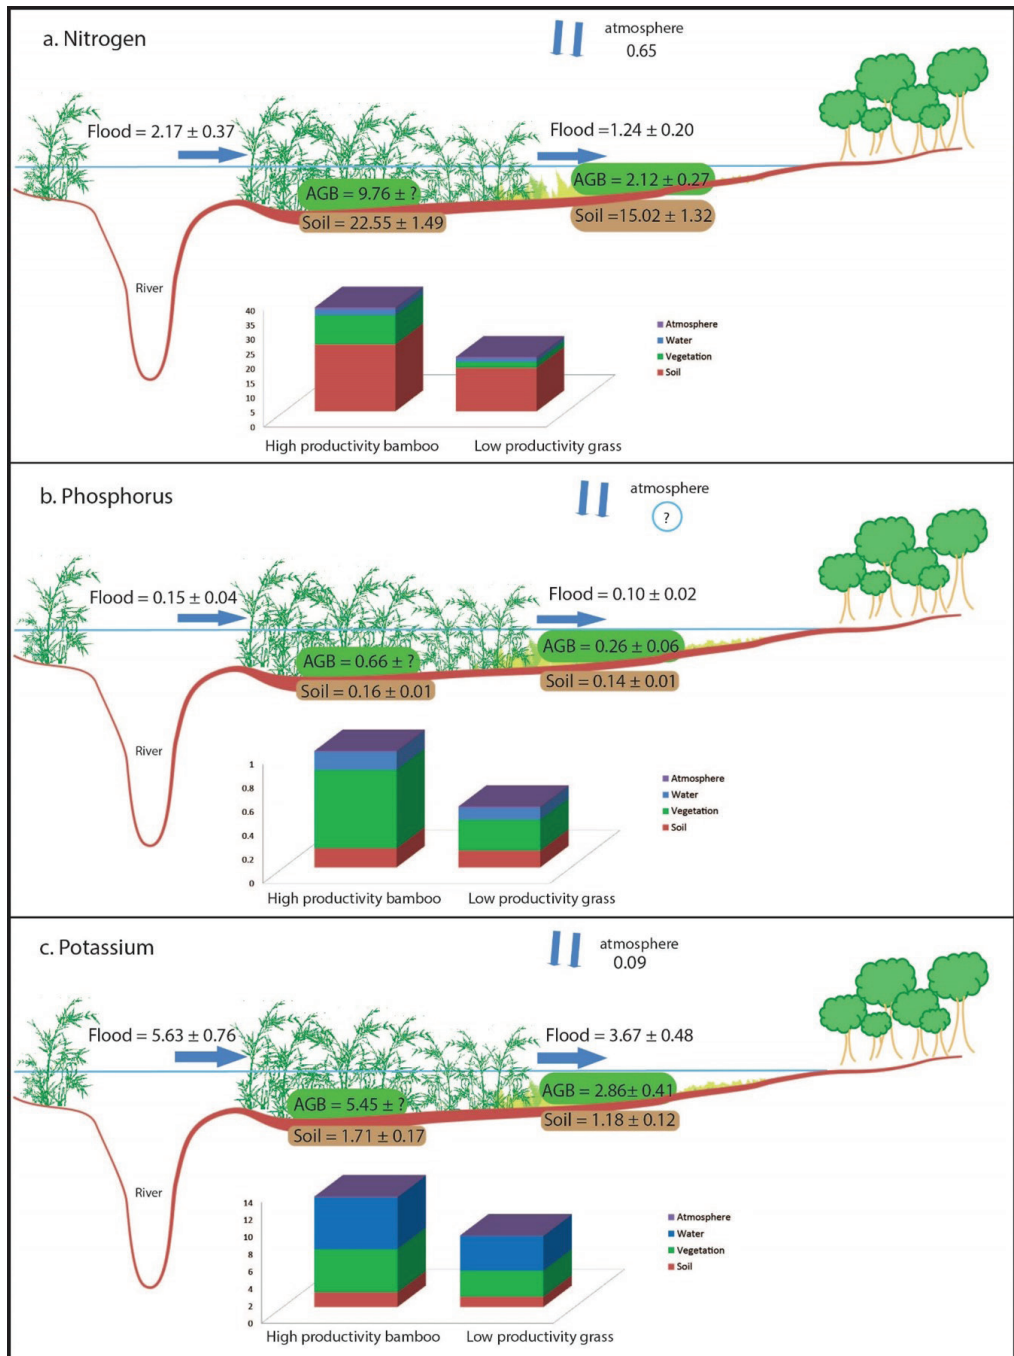 a. Nitrogen
atmosphere
0.65
Flood = 2.17 ± 0.37
Flood =1.24 ± 0.20
AGB = 9.76 ± ?
AGB = 2.12 ± 0.27
Soil = 22.55 ± 1.49
Soil =15.02 ± 1.32
River
40
35
30
25
20
15
10
5
0
Atmosphere
Water
Vegetation
Soil
High productivity bamboo
Low productivity grass
b. Phosphorus
atmosphere
?
Flood = 0.15 ± 0.04
Flood = 0.10 ± 0.02
AGB = 0.66 ± ?
AGB = 0.26 ± 0.06
Soil = 0.16 ± 0.01
Soil = 0.14 ± 0.01
River
1
0.8
0.6
0.4
0.2
0
Atmosphere
Water
Vegetation
Soil
High productivity bamboo
Low productivity grass
c. Potassium
atmosphere
0.09
Flood = 5.63 ± 0.76
Flood = 3.67 ± 0.48
AGB = 5.45 ± ?
AGB = 2.86± 0.41
Soil = 1.71 ± 0.17
Soil = 1.18 ± 0.12
River
14
12
10
8
6
4
2
0
Atmosphere
Water
Vegetation
Soil
High productivity bamboo
Low productivity grass